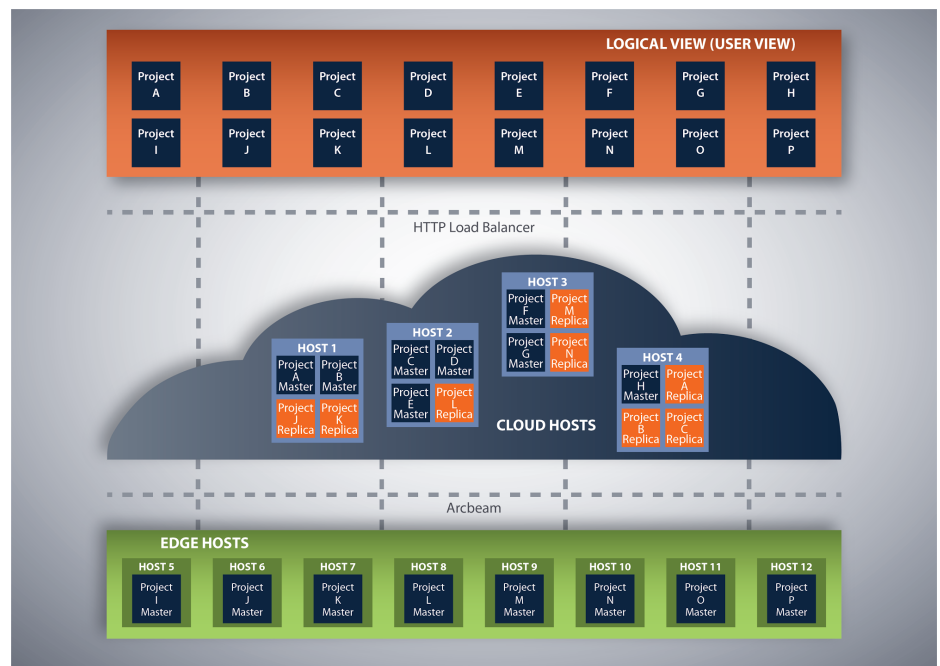 LOGICAL VIEW (USER VIEW)
Project
A
Project
B
Project
C
Project
D
Project
E
Project
F
Project
G
Project
H
Project
I
Project
J
Project
K
Project
L
Project
M
Project
N
Project
O
Project
P
HTTP Load Balancer
HOST 1
Project
A
Master
Project
B
Master
Project
J
Replica
Project
K
Replica
HOST 2
Project
C
Master
Project
D
Master
Project
E
Master
Project
L
Replica
HOST 3
Project
F
Master
Project
M
Replica
Project
G
Master
Project
N
Replica
HOST 4
Project
H
Master
Project
A
Replica
Project
B
Replica
Project
C
Replica
CLOUD HOSTS
Arcbeam
EDGE HOSTS
HOST 5
Project
I
Master
HOST 6
Project
J
Master
HOST 7
Project
K
Master
HOST 8
Project
L
Master
HOST 9
Project
M
Master
HOST 10
Project
N
Master
HOST 11
Project
O
Master
HOST 12
Project
P
Master